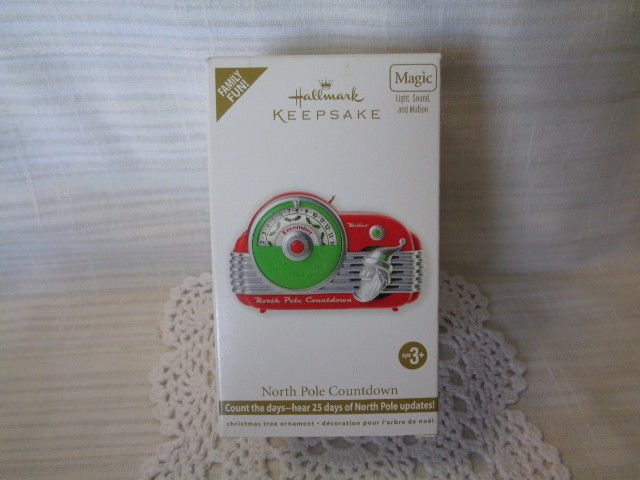 FAMILY
FUN!
Hallmark
KEEPSAKE
Magic
Light, Sound,
and Motion
December
North Pole Countdown
ages 3+
North Pole Countdown
Count the days—hear 25 days of North Pole updates!
christmas tree ornament • décoration pour l'arbre de noël